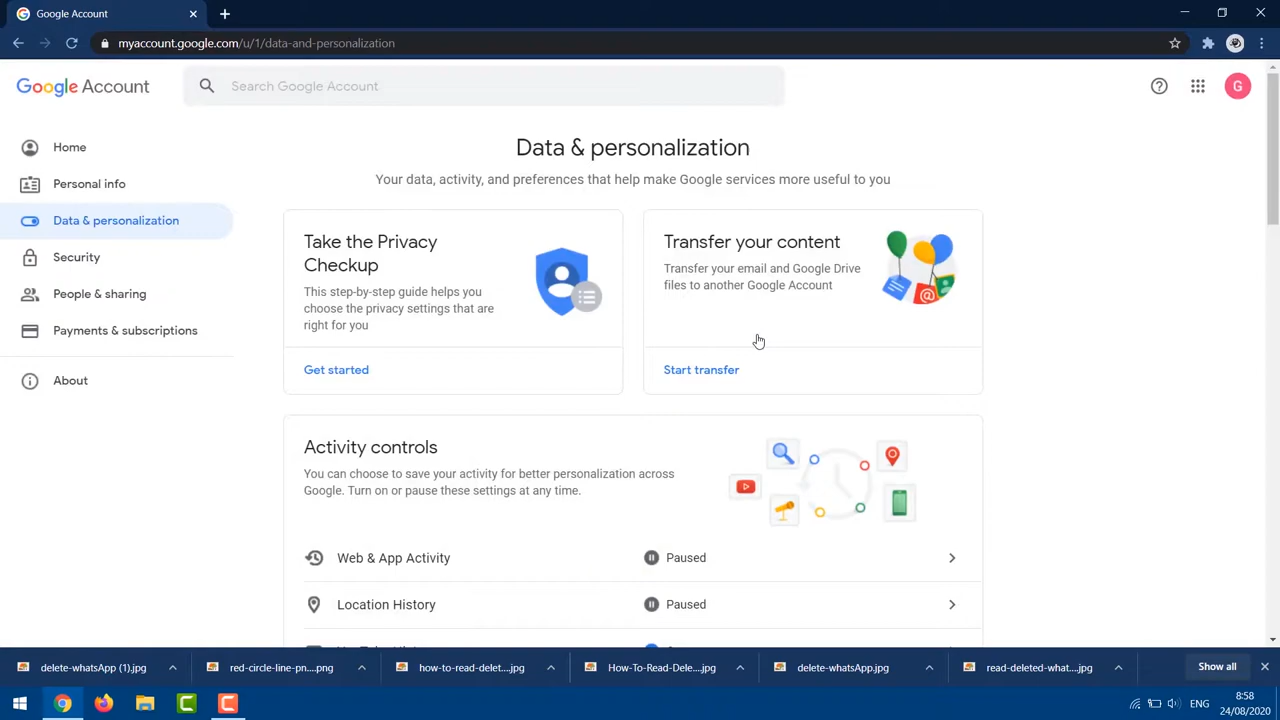 Google Account
myaccount.google.com/u/1/data-and-personalization
Google Account
Search Google Account
G
Home
Personal info
Data & personalization
Security
People & sharing
Payments & subscriptions
About
Data & personalization
Your data, activity, and preferences that help make Google services more useful to you
Take the Privacy
Checkup
This step-by-step guide helps you
choose the privacy settings that are
right for you
Get started
Transfer your content
Transfer your email and Google Drive
files to another Google Account
Start transfer
Activity controls
You can choose to save your activity for better personalization across
Google. Turn on or pause these settings at any time.
Web & App Activity
Paused
Location History
Paused
delete-whatsApp (1).jpg
red-circle-line-pn....png
how-to-read-delet....jpg
How-To-Read-Dele....jpg
delete-whatsApp.jpg
read-deleted-what....jpg
Show all
ENG
8:58
24/08/2020